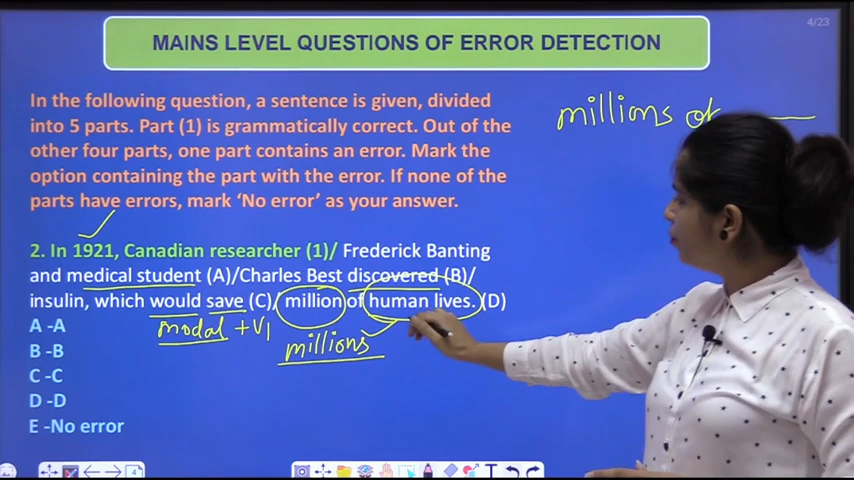 4/23
MAINS LEVEL QUESTIONS OF ERROR DETECTION
In the following question, a sentence is given, divided
into 5 parts. Part (1) is grammatically correct. Out of the
other four parts, one part contains an error. Mark the
option containing the part with the error. If none of the
parts have errors, mark ‘No error’ as your answer.
millions of
2. In 1921, Canadian researcher (1)/ Frederick Banting
and medical student (A)/Charles Best discovered (B)/
insulin, which would save (C)/ million of human lives. (D)
modal + V1
millions
A -A
B -B
C -C
D -D
E -No error
4
T